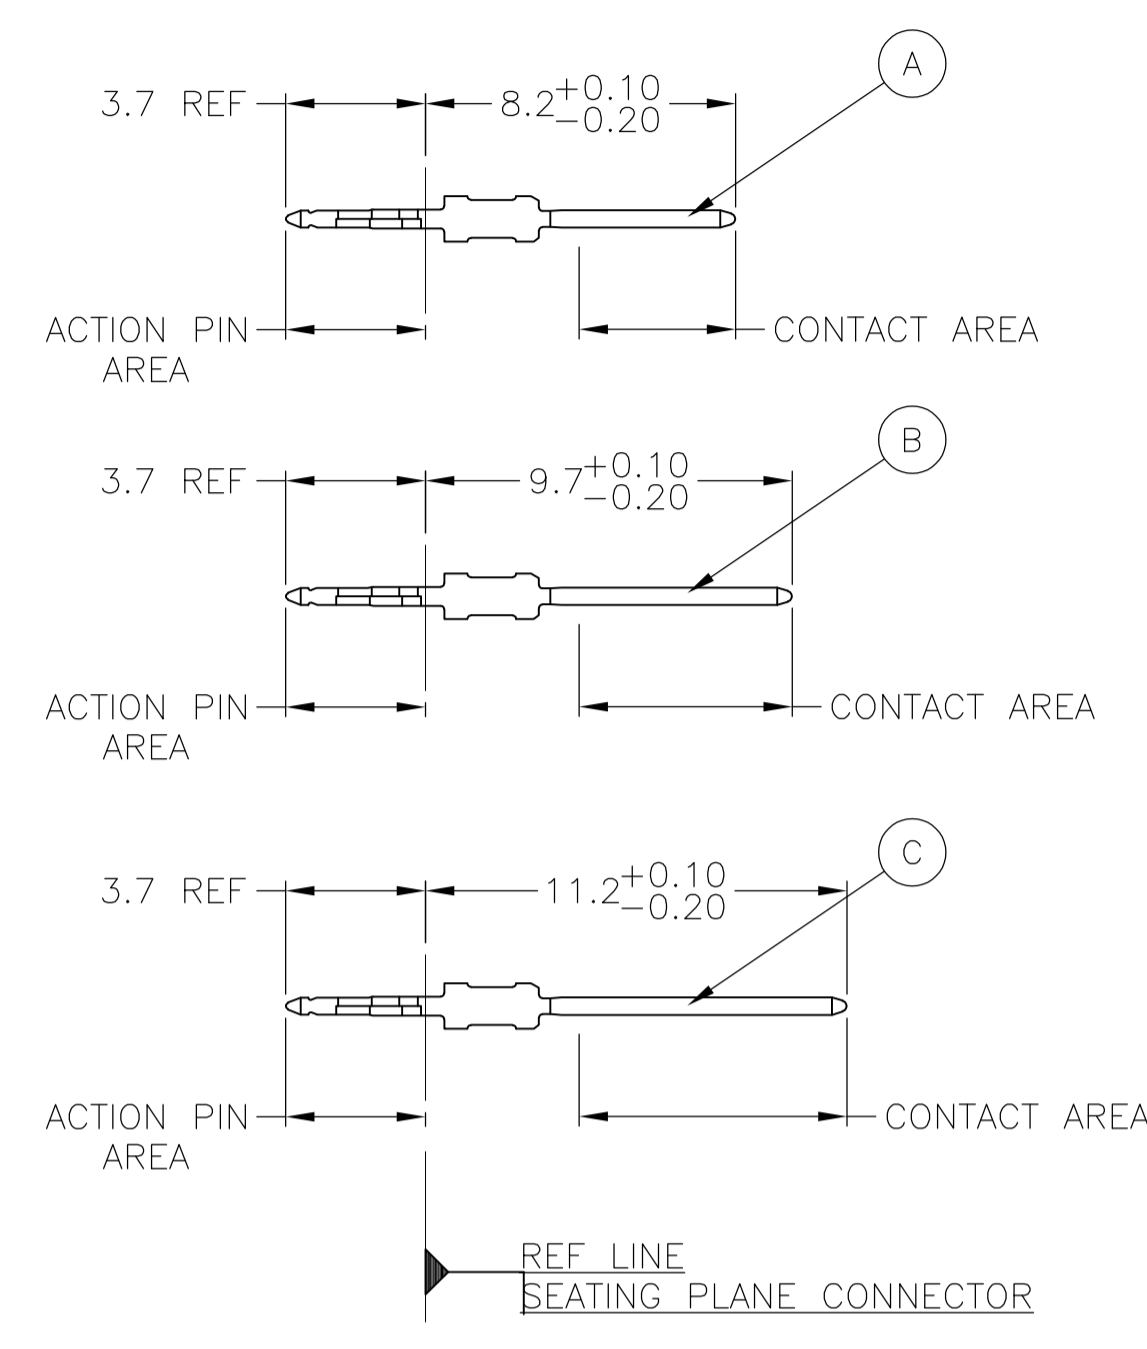 A
3.7 REF 8.2 +0.10 -0.20
ACTION PIN AREA CONTACT AREA
B
3.7 REF 9.7 +0.10 -0.20
ACTION PIN AREA CONTACT AREA
C
3.7 REF 11.2 +0.10 -0.20
ACTION PIN AREA CONTACT AREA
REF LINE
SEATING PLANE CONNECTOR